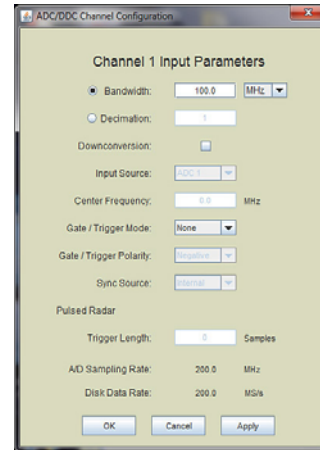 ADC/DDC Channel Configuration
Channel 1 Input Parameters
Bandwidth: 100.0 MHz
Decimation: 1
Downconversion:
Input Source: ADC 1
Center Frequency: 0.0 MHz
Gate / Trigger Mode: None
Gate / Trigger Polarity: Negative
Sync Source: Internal
Pulsed Radar
Trigger Length: 0 Samples
A/D Sampling Rate: 200.0 MHz
Disk Data Rate: 200.0 MS/s
OK Cancel Apply